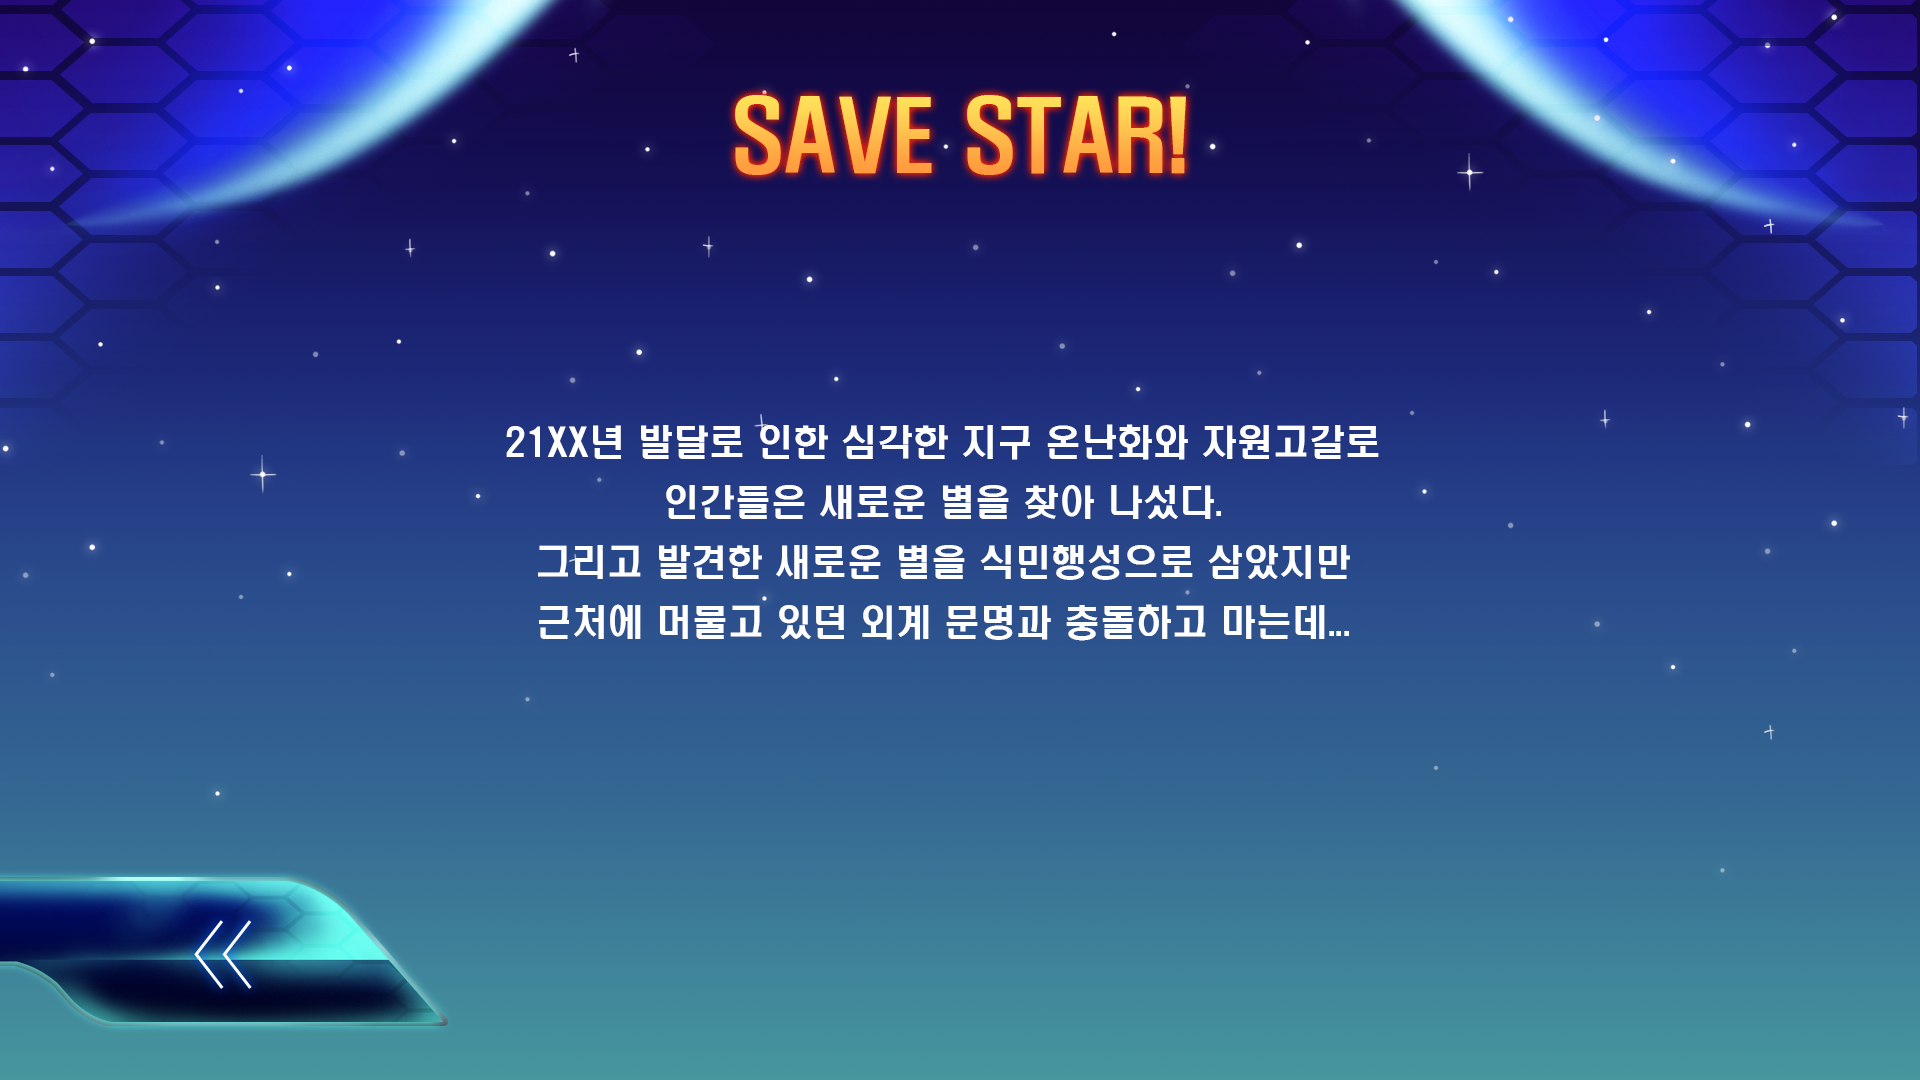 SAVE STAR!
21XX년 발달로 인한 심각한 지구 온난화와 자원고갈로
인간들은 새로운 별을 찾아 나섰다.
그리고 발견한 새로운 별을 식민행성으로 삼았지만
근처에 머물고 있던 외계 문명과 충돌하고 마는데...